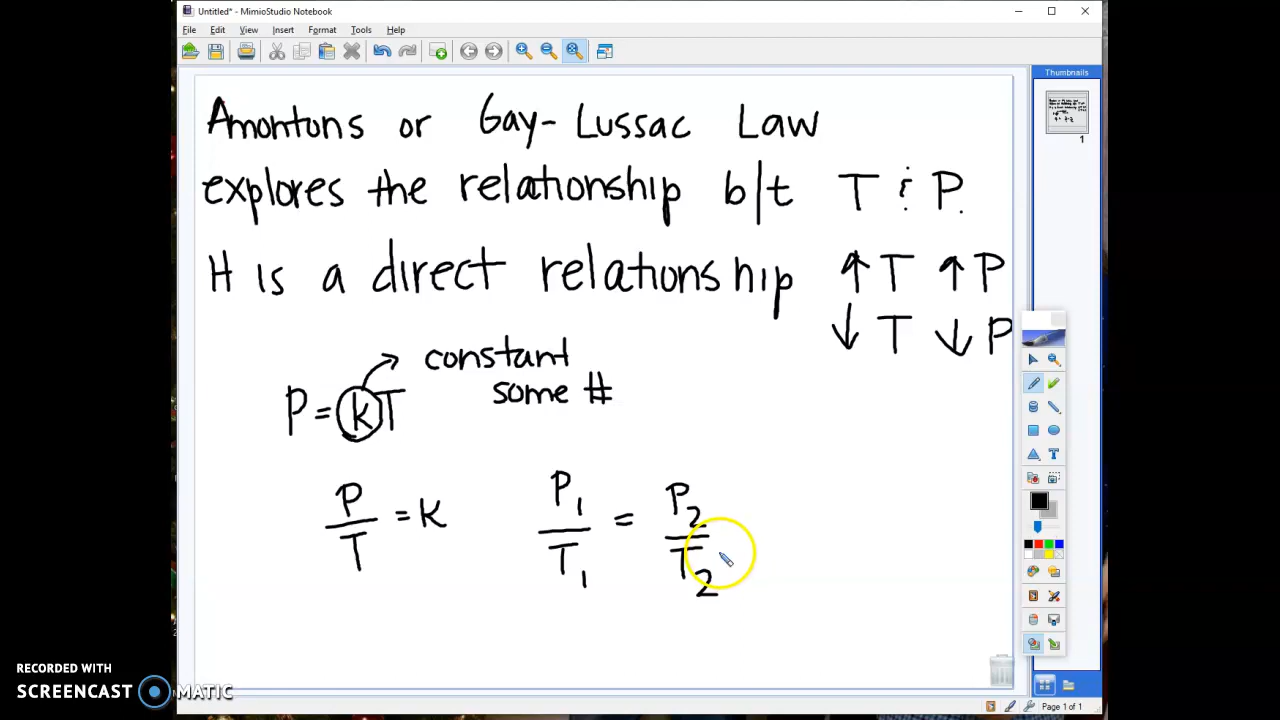 Untitled* - MimioStudio Notebook
File Edit View Insert Format Tools Help
Thumbnails
1
Amontons or Gay-Lussac Law
explores the relationship b/t T & P.
It is a direct relationship ↑ T ↑ P
↓ T ↓ P
constant
some #
P = kT
P/T = k P1/T1 = P2/T2
Page 1 of 1
RECORDED WITH
SCREENCAST MATIC